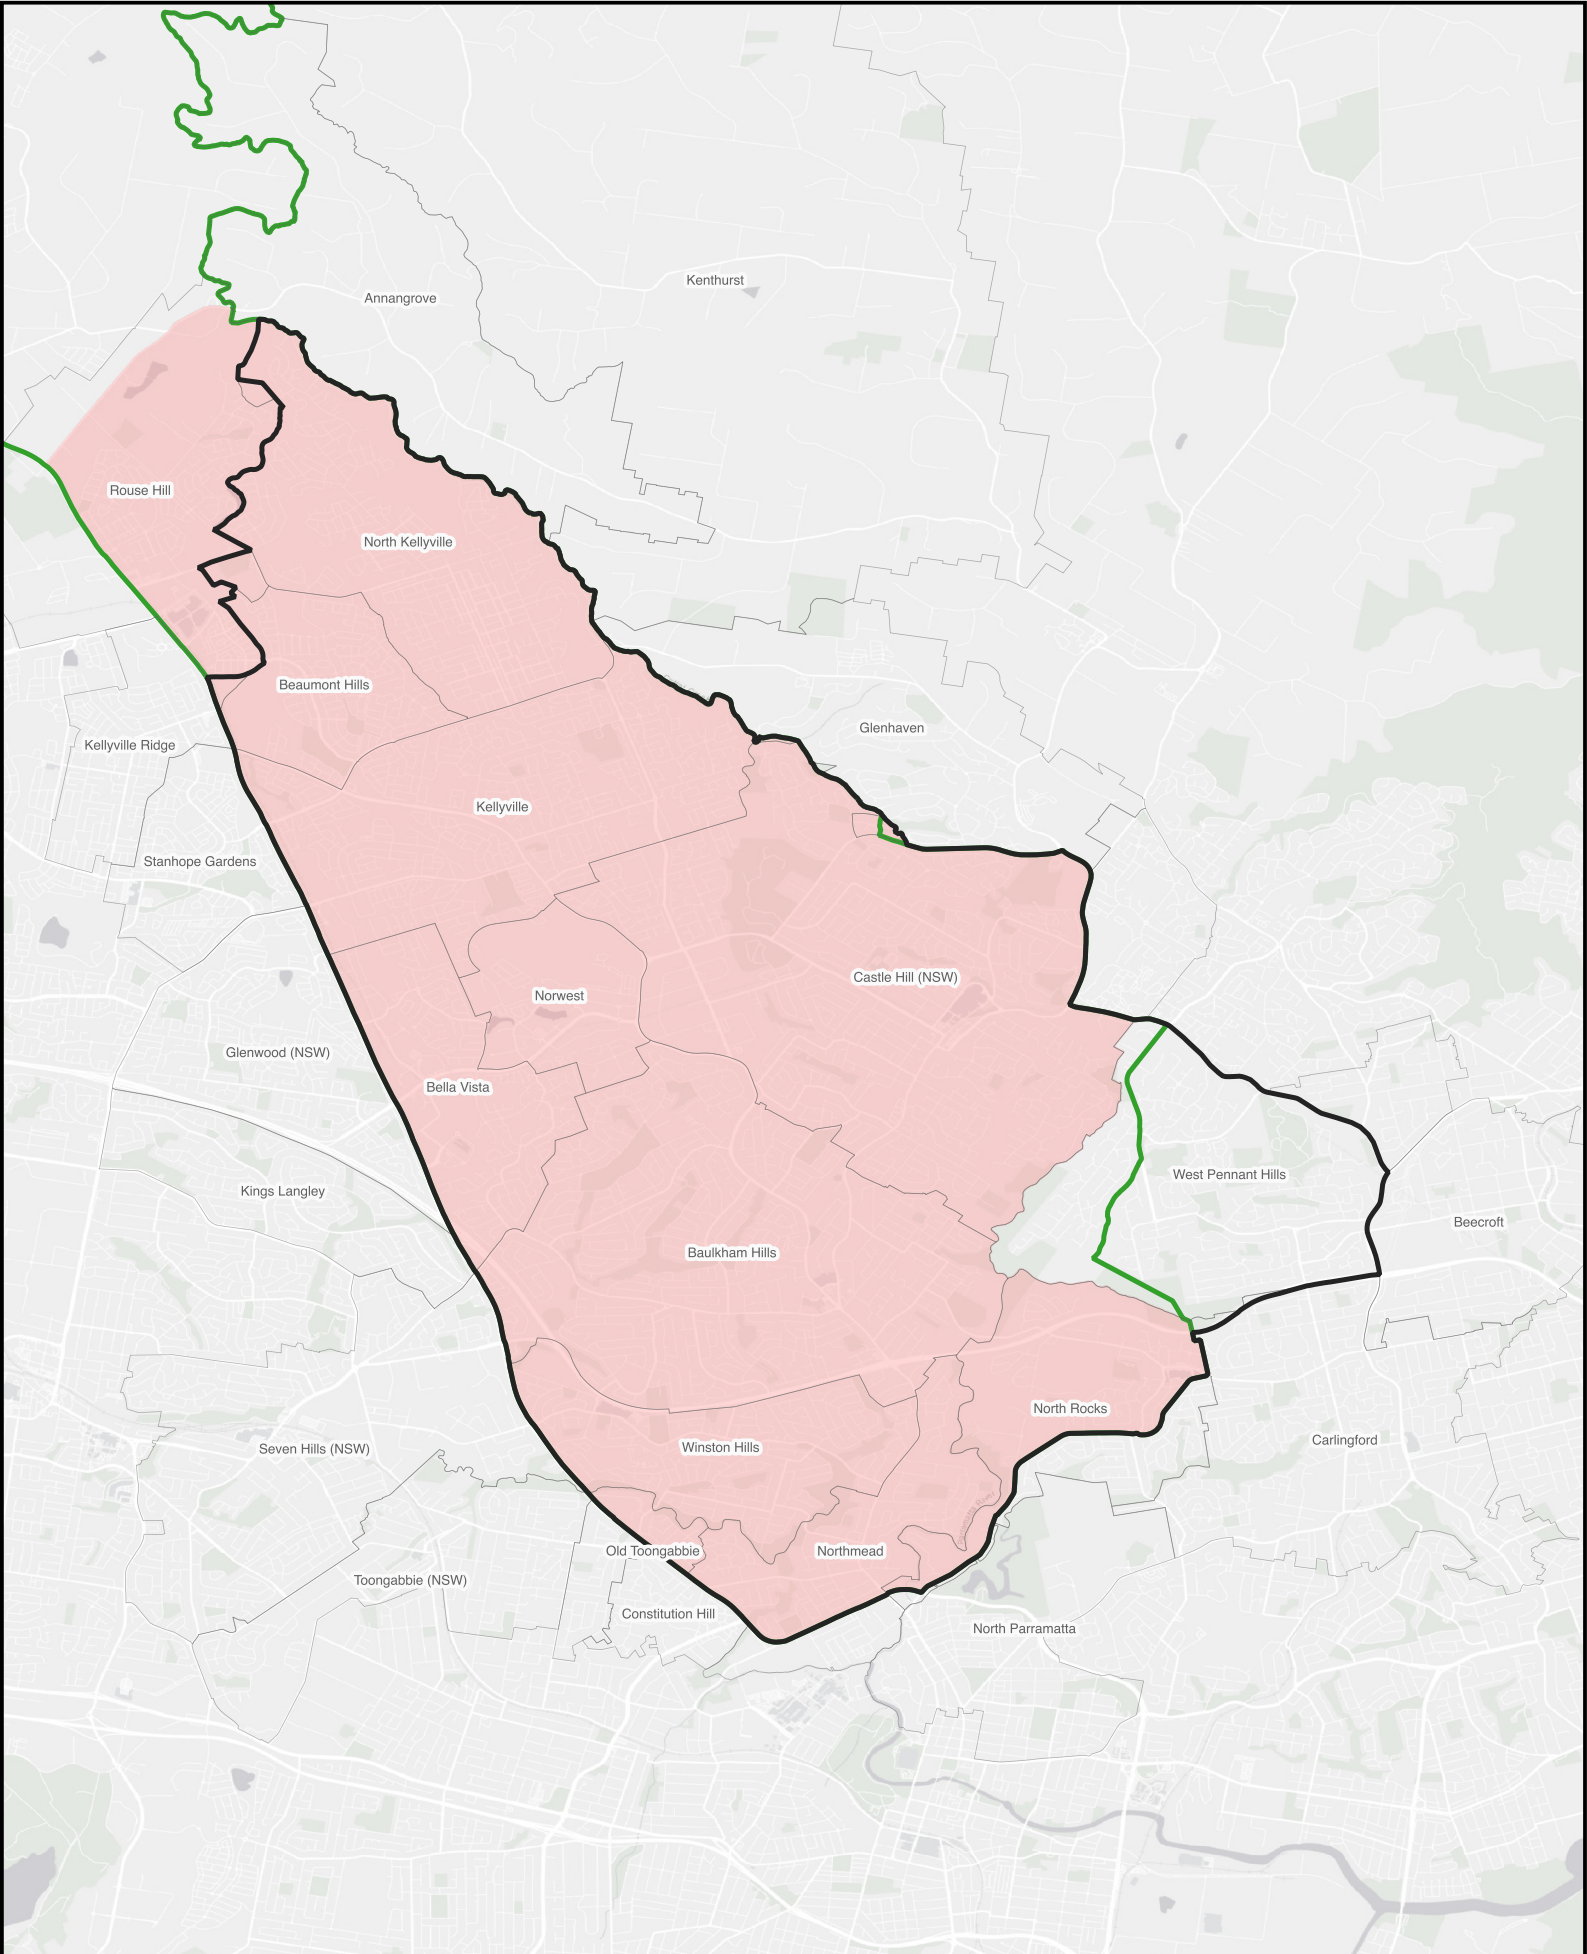 Kenthurst
Annangrove
Rouse Hill
North Kellyville
Beaumont Hills
Glenhaven
Kellyville Ridge
Kellyville
Stanhope Gardens
Castle Hill (NSW)
Norwest
Glenwood (NSW)
Bella Vista
West Pennant Hills
Kings Langley
Beecroft
Baulkham Hills
North Rocks
Carlingford
Winston Hills
Seven Hills (NSW)
Old Toongabbie
Northmead
Toongabbie (NSW)
Constitution Hill
North Parramatta